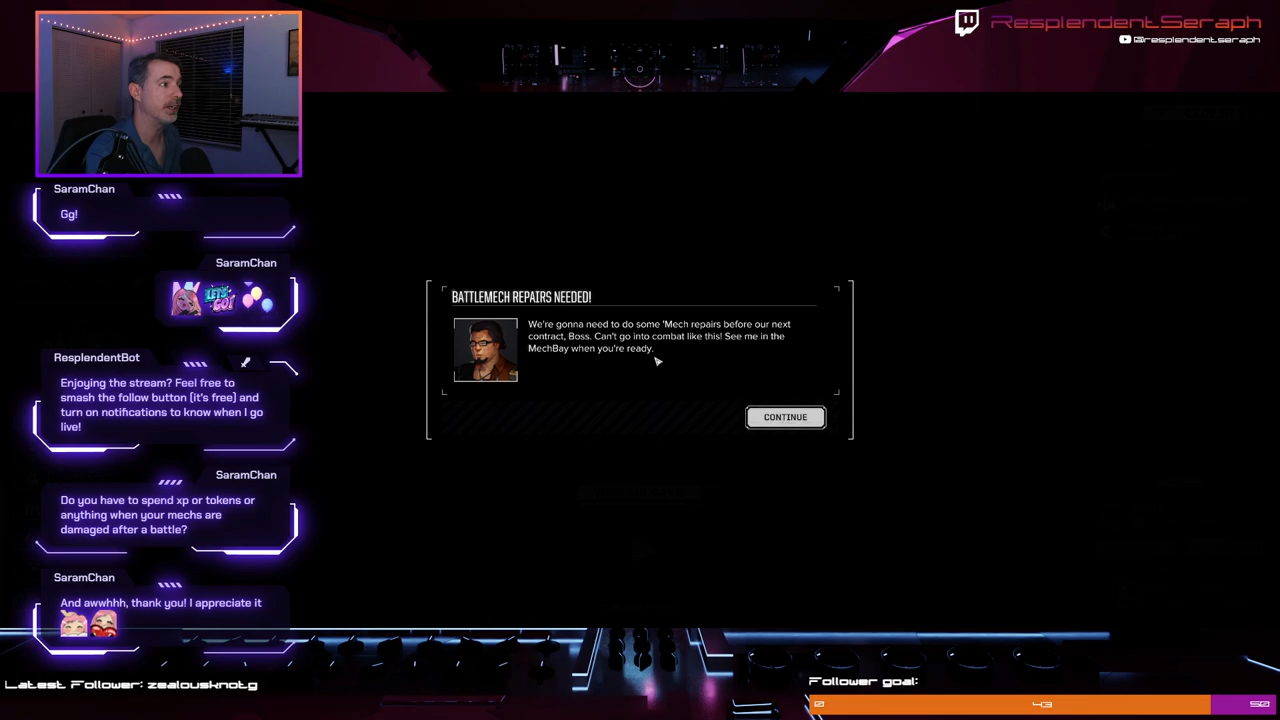 ResplendentSeraph
@resplendentseraph
SaramChan
Gg!
SaramChan
LET'S
GO!
ResplendentBot
Enjoying the stream? Feel free to
smash the follow button (it's free) and
turn on notifications to know when I go
live!
SaramChan
Do you have to spend xp or tokens or
anything when your mechs are
damaged after a battle?
SaramChan
And awwhhh, thank you! I appreciate it
BATTLEMECH REPAIRS NEEDED!
We're gonna need to do some 'Mech repairs before our next
contract, Boss. Can't go into combat like this! See me in the
MechBay when you're ready.
CONTINUE
Latest Follower: zealousknotg
Follower goal:
0
43
50